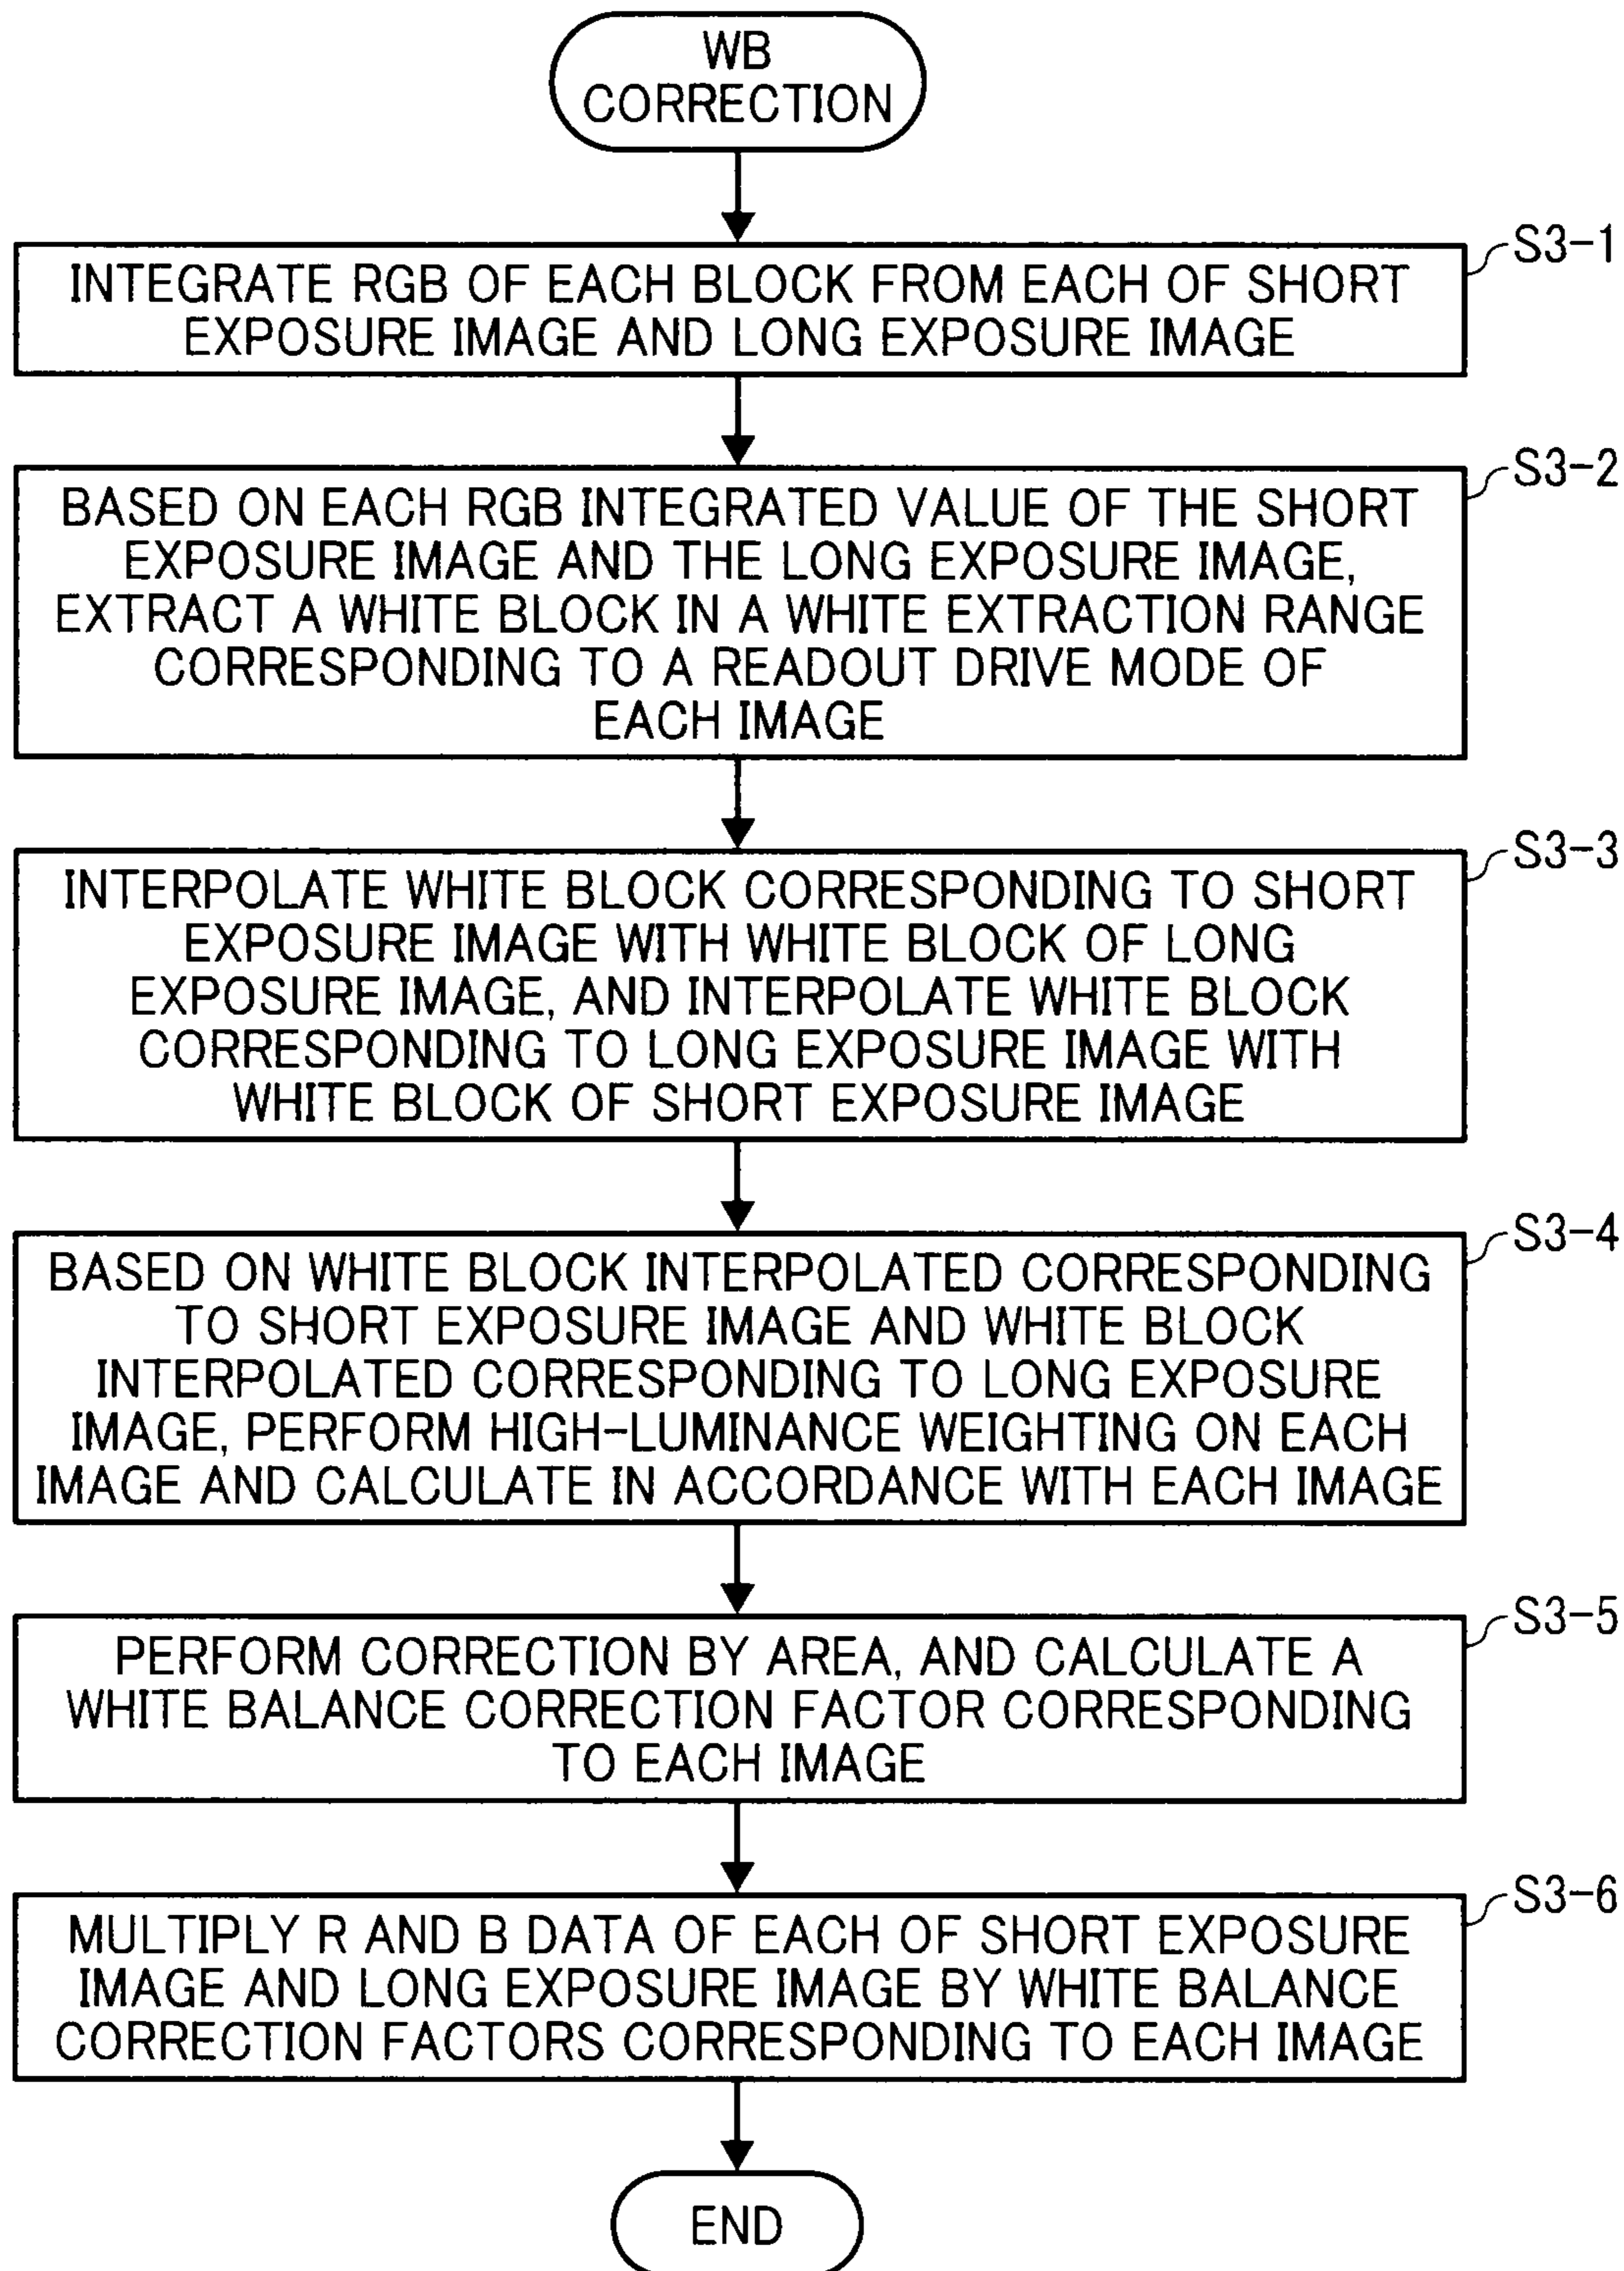 WB
CORRECTION
S3-1
INTEGRATE RGB OF EACH BLOCK FROM EACH OF SHORT
EXPOSURE IMAGE AND LONG EXPOSURE IMAGE
S3-2
BASED ON EACH RGB INTEGRATED VALUE OF THE SHORT
EXPOSURE IMAGE AND THE LONG EXPOSURE IMAGE,
EXTRACT A WHITE BLOCK IN A WHITE EXTRACTION RANGE
CORRESPONDING TO A READOUT DRIVE MODE OF
EACH IMAGE
S3-3
INTERPOLATE WHITE BLOCK CORRESPONDING TO SHORT
EXPOSURE IMAGE WITH WHITE BLOCK OF LONG
EXPOSURE IMAGE, AND INTERPOLATE WHITE BLOCK
CORRESPONDING TO LONG EXPOSURE IMAGE WITH
WHITE BLOCK OF SHORT EXPOSURE IMAGE
S3-4
BASED ON WHITE BLOCK INTERPOLATED CORRESPONDING
TO SHORT EXPOSURE IMAGE AND WHITE BLOCK
INTERPOLATED CORRESPONDING TO LONG EXPOSURE
IMAGE, PERFORM HIGH-LUMINANCE WEIGHTING ON EACH
IMAGE AND CALCULATE IN ACCORDANCE WITH EACH IMAGE
S3-5
PERFORM CORRECTION BY AREA, AND CALCULATE A
WHITE BALANCE CORRECTION FACTOR CORRESPONDING
TO EACH IMAGE
S3-6
MULTIPLY R AND B DATA OF EACH OF SHORT EXPOSURE
IMAGE AND LONG EXPOSURE IMAGE BY WHITE BALANCE
CORRECTION FACTORS CORRESPONDING TO EACH IMAGE
END